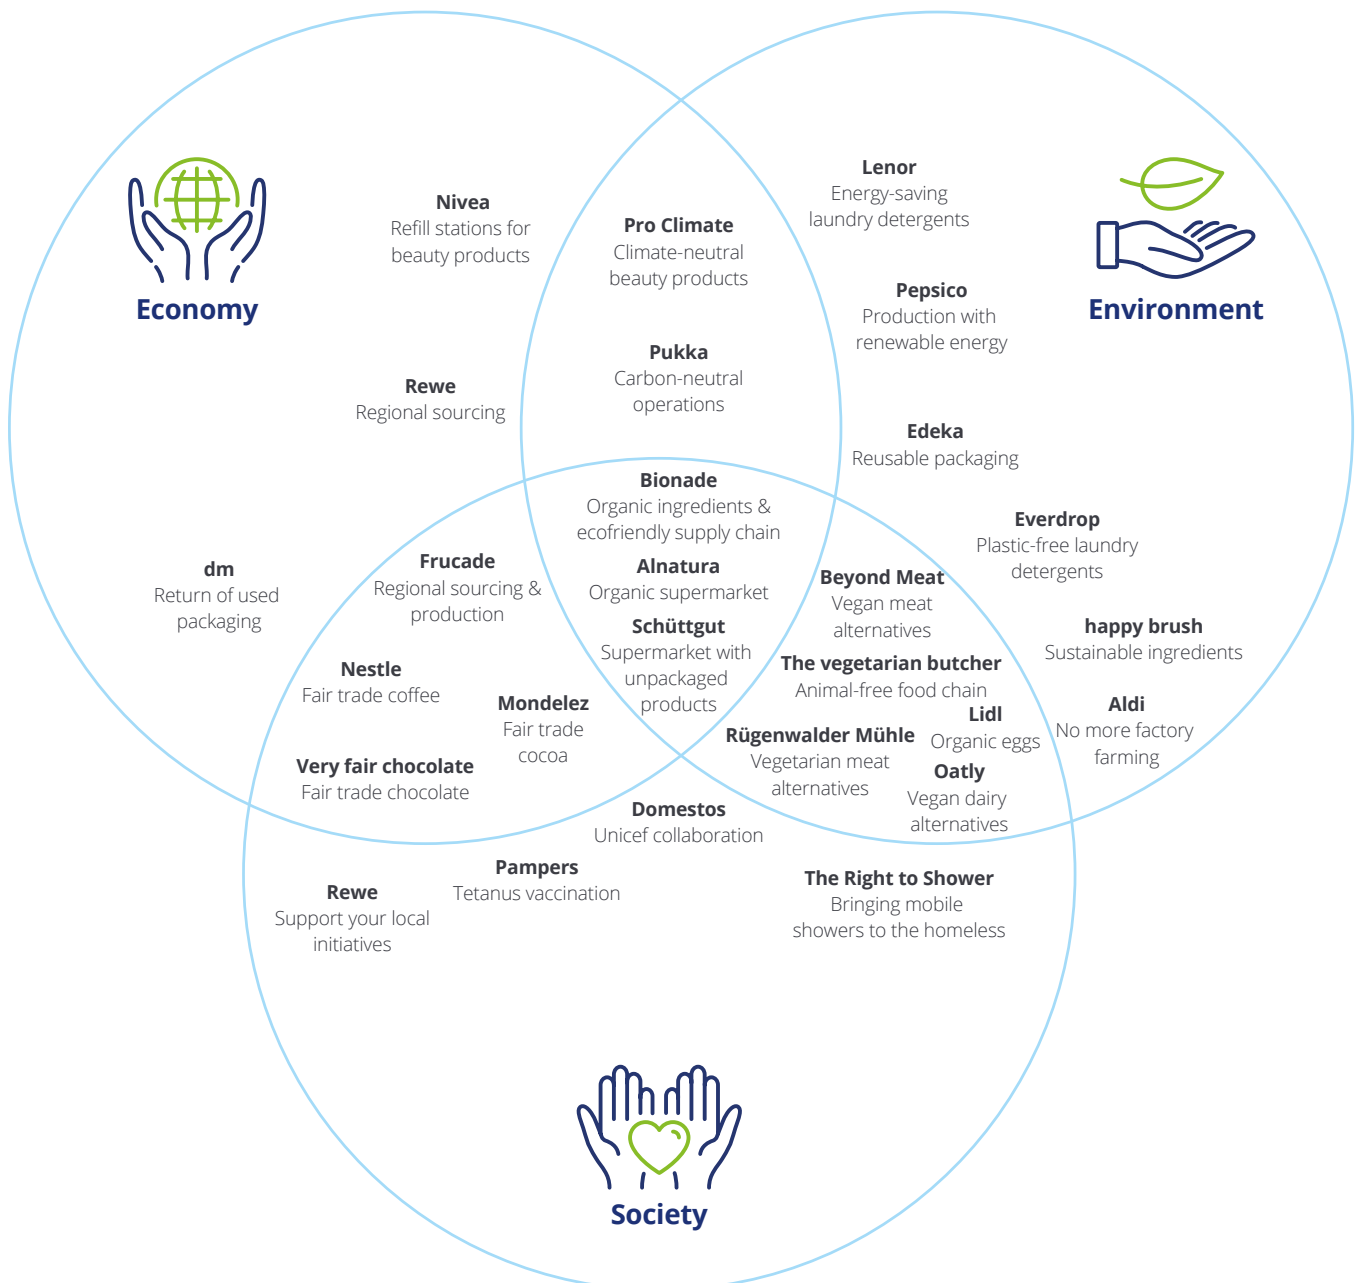 Economy
Environment
Nivea
Refill stations for
beauty products
Pro Climate
Climate-neutral
beauty products
Lenor
Energy-saving
laundry detergents
Pepsico
Production with
renewable energy
Rewe
Regional sourcing
Pukka
Carbon-neutral
operations
Edeka
Reusable packaging
Bionade
Organic ingredients &
ecofriendly supply chain
Everdrop
Plastic-free laundry
detergents
dm
Return of used
packaging
Frucade
Regional sourcing &
production
Alnatura
Organic supermarket
Beyond Meat
Vegan meat
alternatives
Schüttgut
Supermarket with
unpackaged
products
happy brush
Sustainable ingredients
Nestle
Fair trade coffee
The vegetarian butcher
Animal-free food chain
Mondelez
Fair trade
cocoa
Lidl
Organic eggs
Aldi
No more factory
farming
Rügenwalder Mühle
Vegetarian meat
alternatives
Very fair chocolate
Fair trade chocolate
Oatly
Vegan dairy
alternatives
Domestos
Unicef collaboration
Pampers
Tetanus vaccination
Rewe
Support your local
initiatives
The Right to Shower
Bringing mobile
showers to the homeless
Society